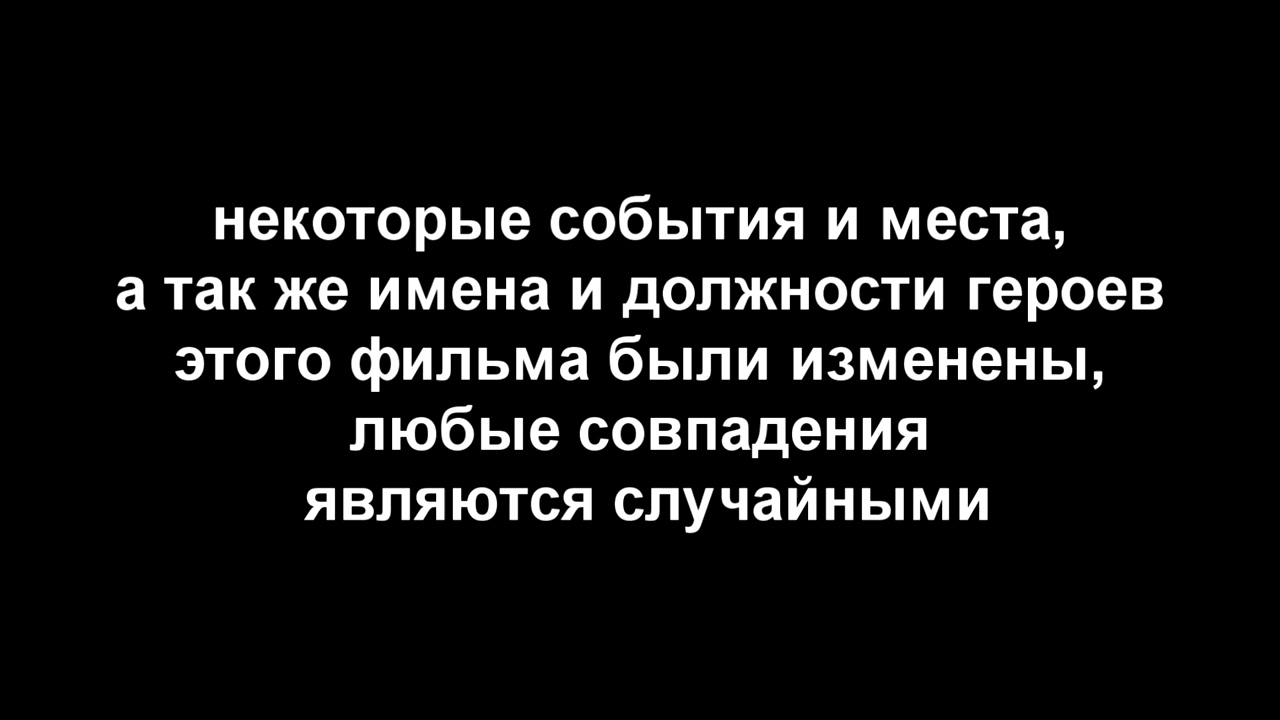 некоторые события и места,
а так же имена и должности героев
этого фильма были изменены,
любые совпадения
являются случайными